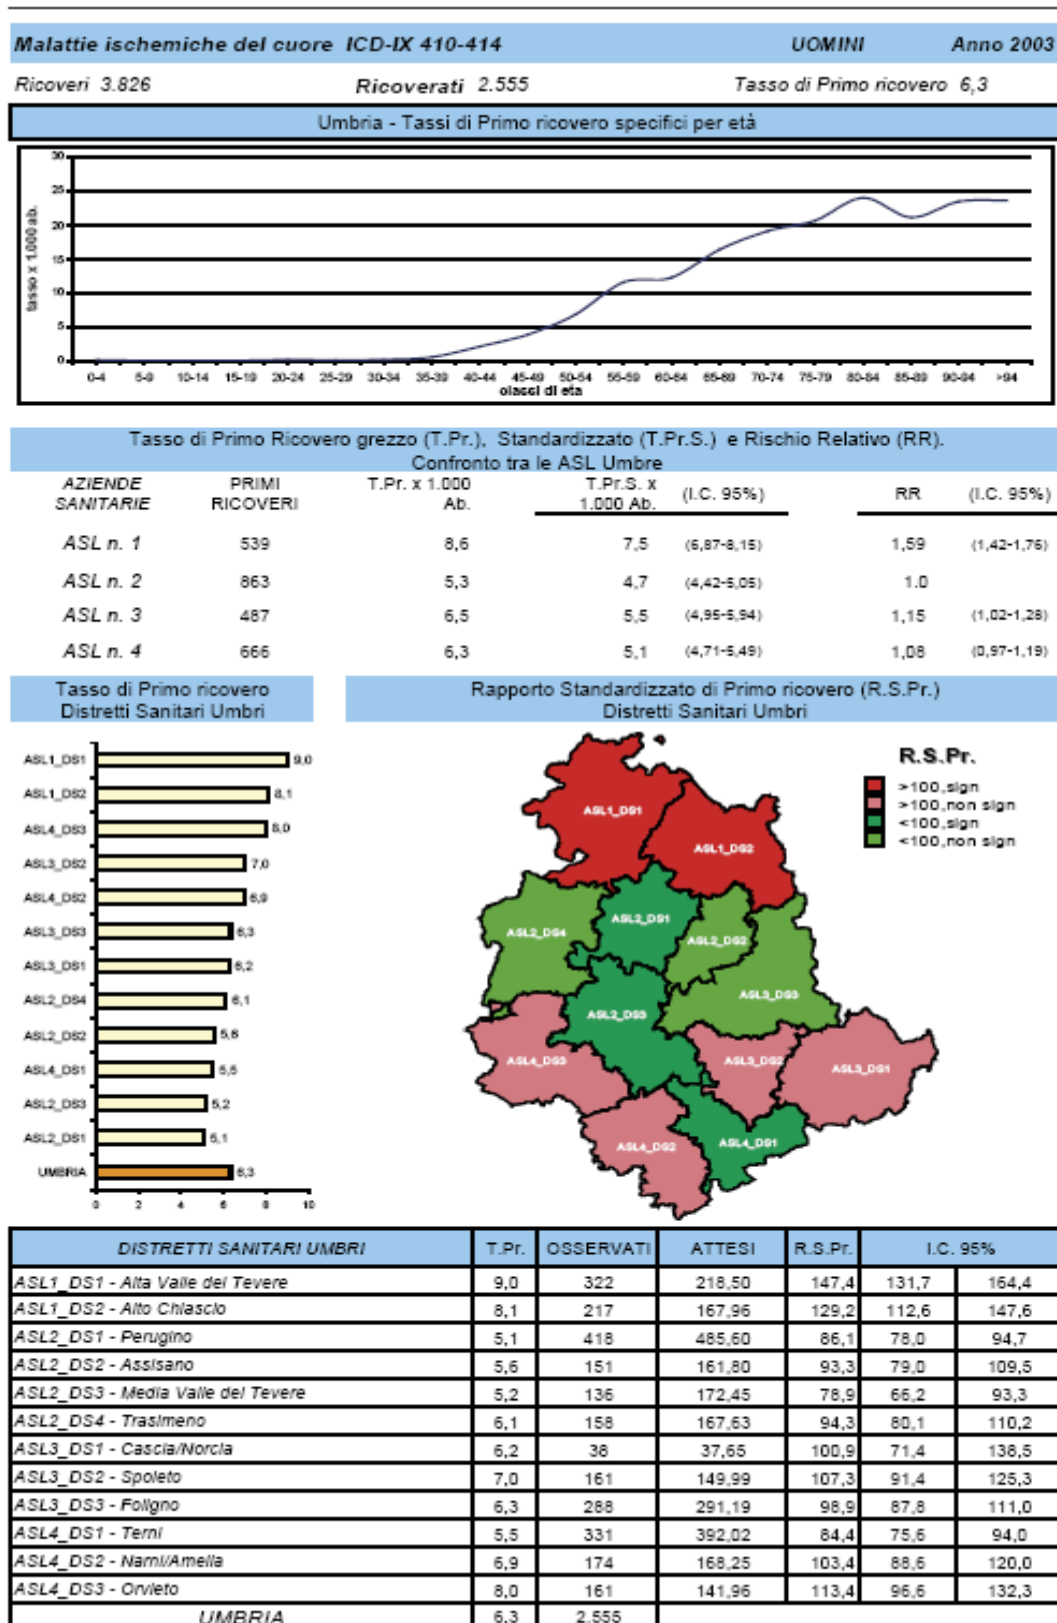 Malattie ischemiche del cuore ICD-IX 410-414 UOMINI Anno 2003
Ricoveri 3.826 Ricoverati 2.555 Tasso di Primo ricovero 6,3
Umbria - Tassi di Primo ricovero specifici per età
tasso x 1.000 ab.
30
25
20
15
10
5
0
0-4 5-9 10-14 15-19 20-24 25-29 30-34 35-39 40-44 45-49 50-54 55-59 60-64 65-69 70-74 75-79 80-84 85-89 90-94 >94
classi di eta
Tasso di Primo Ricovero grezzo (T.Pr.), Standardizzato (T.Pr.S.) e Rischio Relativo (RR).
Confronto tra le ASL Umbre
AZIENDE SANITARIE PRIMI RICOVERI T.Pr. x 1.000 Ab. T.Pr.S. x 1.000 Ab. (I.C. 95%) RR (I.C. 95%)
ASL n. 1 539 8,6 7,5 (6,87-8,15) 1,59 (1,42-1,76)
ASL n. 2 863 5,3 4,7 (4,42-5,05) 1.0
ASL n. 3 487 6,5 5,5 (4,95-5,94) 1,15 (1,02-1,28)
ASL n. 4 666 6,3 5,1 (4,71-5,49) 1,08 (0,97-1,19)
Tasso di Primo ricovero
Distretti Sanitari Umbri
ASL1_DS1 9,0
ASL1_DS2 8,1
ASL4_DS3 8,0
ASL3_DS2 7,0
ASL4_DS2 6,9
ASL3_DS3 6,3
ASL3_DS1 6,2
ASL2_DS4 6,1
ASL2_DS2 5,6
ASL4_DS1 5,5
ASL2_DS3 5,2
ASL2_DS1 5,1
UMBRIA 6,3
0 2 4 6 8 10
Rapporto Standardizzato di Primo ricovero (R.S.Pr.)
Distretti Sanitari Umbri
R.S.Pr.
>100,sign
>100,non sign
<100,sign
<100,non sign
ASL1_DS1
ASL1_DS2
ASL2_DS1
ASL2_DS4
ASL2_DS2
ASL3_DS3
ASL2_DS3
ASL4_DS3
ASL3_DS2
ASL3_DS1
ASL4_DS2
ASL4_DS1
DISTRETTI SANITARI UMBRI T.Pr. OSSERVATI ATTESI R.S.Pr. I.C. 95%
ASL1_DS1 - Alta Valle del Tevere 9,0 322 218,50 147,4 131,7 164,4
ASL1_DS2 - Alto Chiascio 8,1 217 167,96 129,2 112,6 147,6
ASL2_DS1 - Perugino 5,1 418 485,60 86,1 78,0 94,7
ASL2_DS2 - Assisano 5,6 151 161,80 93,3 79,0 109,5
ASL2_DS3 - Media Valle del Tevere 5,2 136 172,45 78,9 66,2 93,3
ASL2_DS4 - Trasimeno 6,1 158 167,63 94,3 80,1 110,2
ASL3_DS1 - Cascia/Norcia 6,2 38 37,65 100,9 71,4 138,5
ASL3_DS2 - Spoleto 7,0 161 149,99 107,3 91,4 125,3
ASL3_DS3 - Foligno 6,3 288 291,19 98,9 87,8 111,0
ASL4_DS1 - Terni 5,5 331 392,02 84,4 75,6 94,0
ASL4_DS2 - Narni/Amelia 6,9 174 168,25 103,4 88,6 120,0
ASL4_DS3 - Orvieto 8,0 161 141,96 113,4 96,6 132,3
UMBRIA 6,3 2.555